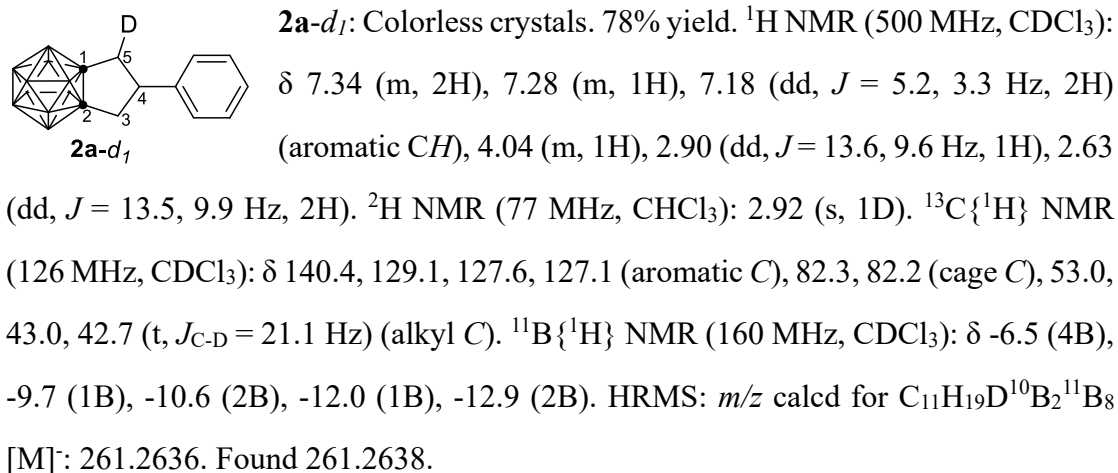 D
1
5
4
2
3
2a-d1
2a-d1: Colorless crystals. 78% yield. ¹H NMR (500 MHz, CDCl₃):
δ 7.34 (m, 2H), 7.28 (m, 1H), 7.18 (dd, J = 5.2, 3.3 Hz, 2H)
(aromatic CH), 4.04 (m, 1H), 2.90 (dd, J = 13.6, 9.6 Hz, 1H), 2.63
(dd, J = 13.5, 9.9 Hz, 2H). ²H NMR (77 MHz, CHCl₃): 2.92 (s, 1D). ¹³C{¹H} NMR
(126 MHz, CDCl₃): δ 140.4, 129.1, 127.6, 127.1 (aromatic C), 82.3, 82.2 (cage C), 53.0,
43.0, 42.7 (t, J_C-D = 21.1 Hz) (alkyl C). ¹¹B{¹H} NMR (160 MHz, CDCl₃): δ -6.5 (4B),
-9.7 (1B), -10.6 (2B), -12.0 (1B), -12.9 (2B). HRMS: m/z calcd for C₁₁H₁₉D¹⁰B₂¹¹B₈
[M]⁻: 261.2636. Found 261.2638.